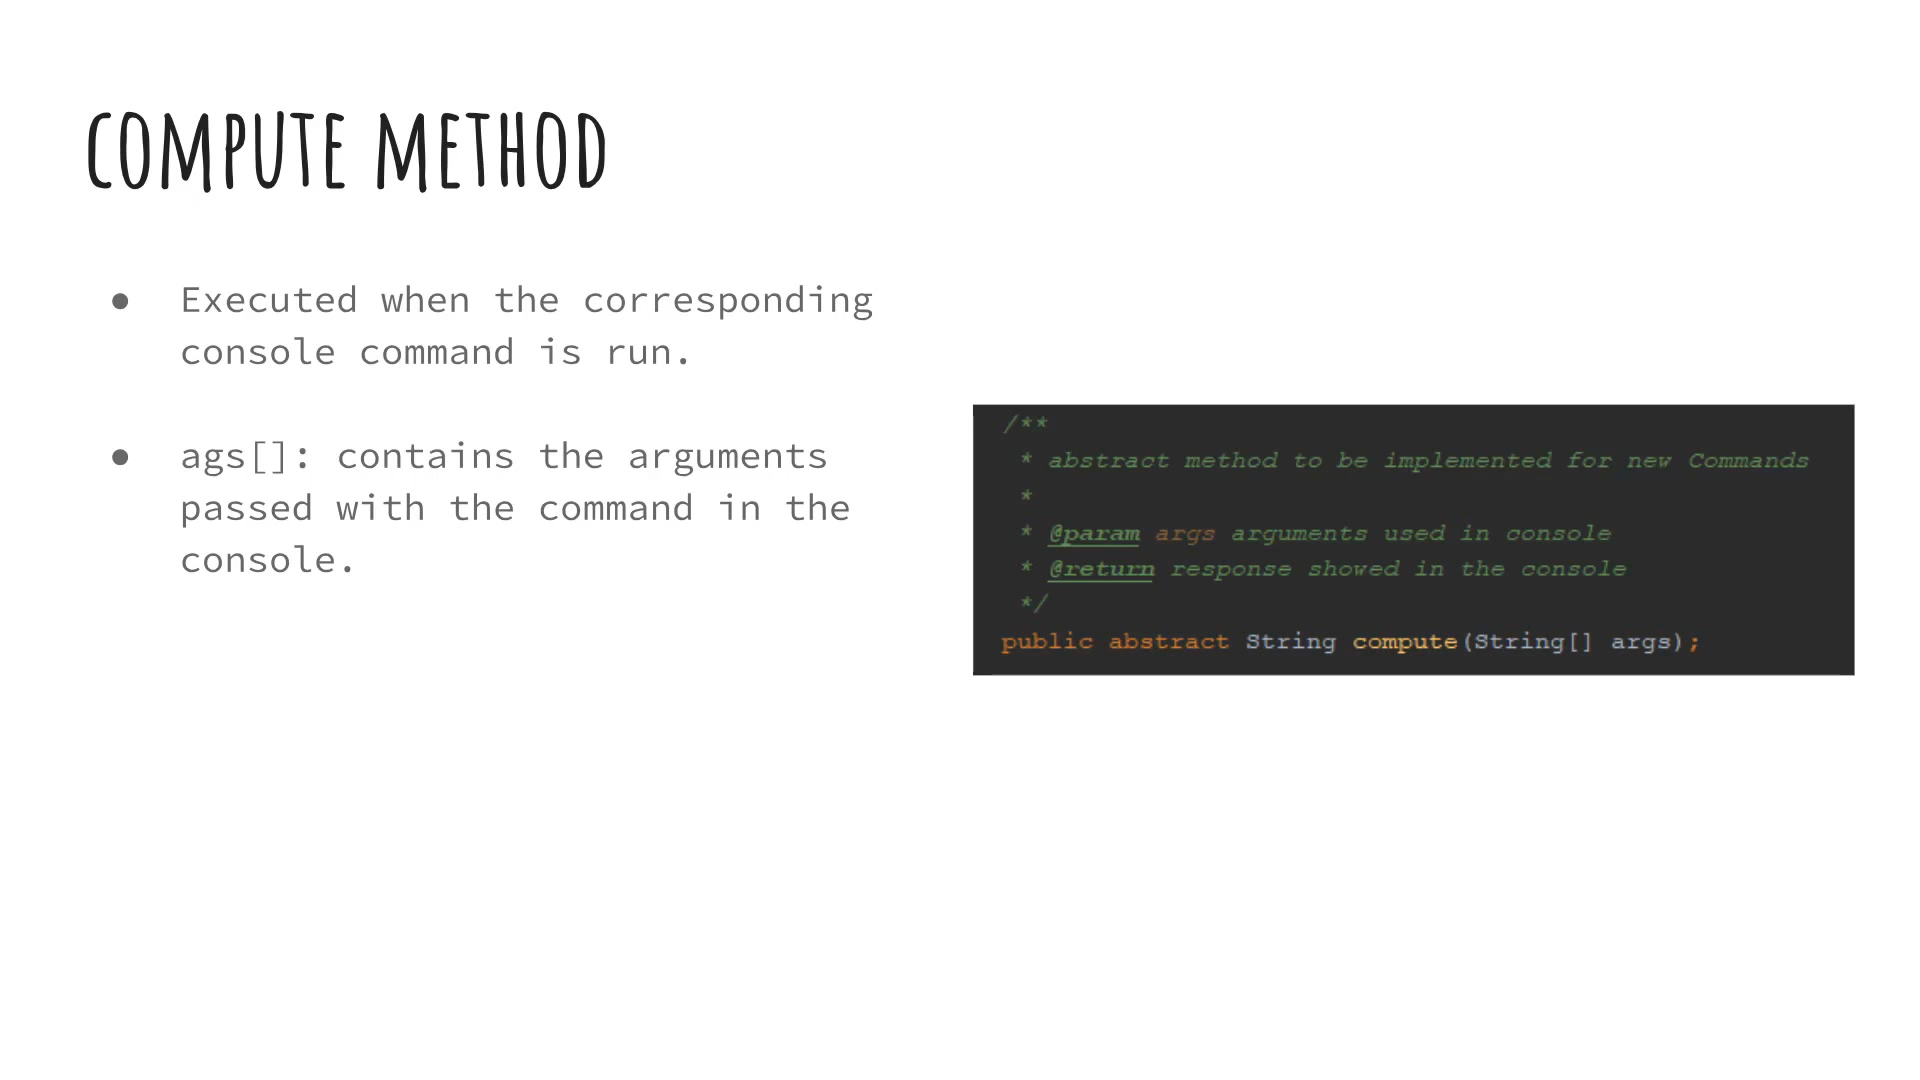 COMPUTE METHOD
● Executed when the corresponding
console command is run.
● ags[]: contains the arguments
passed with the command in the
console.
/**
* abstract method to be implemented for new Commands
*
* @param args arguments used in console
* @return response showed in the console
*/
public abstract String compute(String[] args);